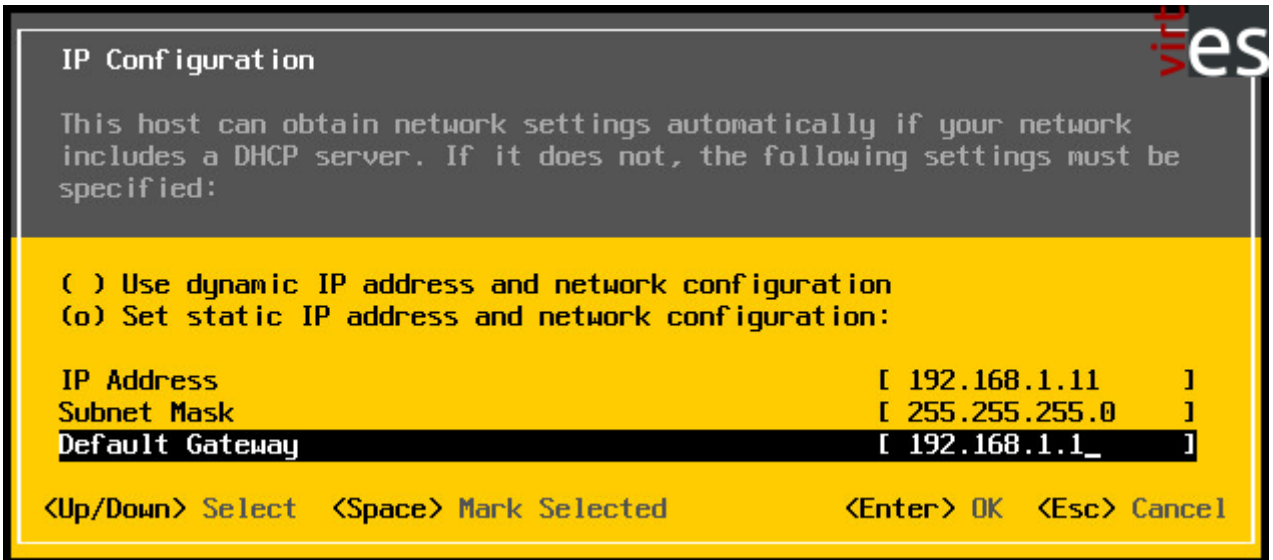 virt
es
IP Configuration
This host can obtain network settings automatically if your network
includes a DHCP server. If it does not, the following settings must be
specified:
( ) Use dynamic IP address and network configuration
(o) Set static IP address and network configuration:
IP Address [ 192.168.1.11 ]
Subnet Mask [ 255.255.255.0 ]
Default Gateway [ 192.168.1.1_ ]
<Up/Down> Select <Space> Mark Selected <Enter> OK <Esc> Cancel